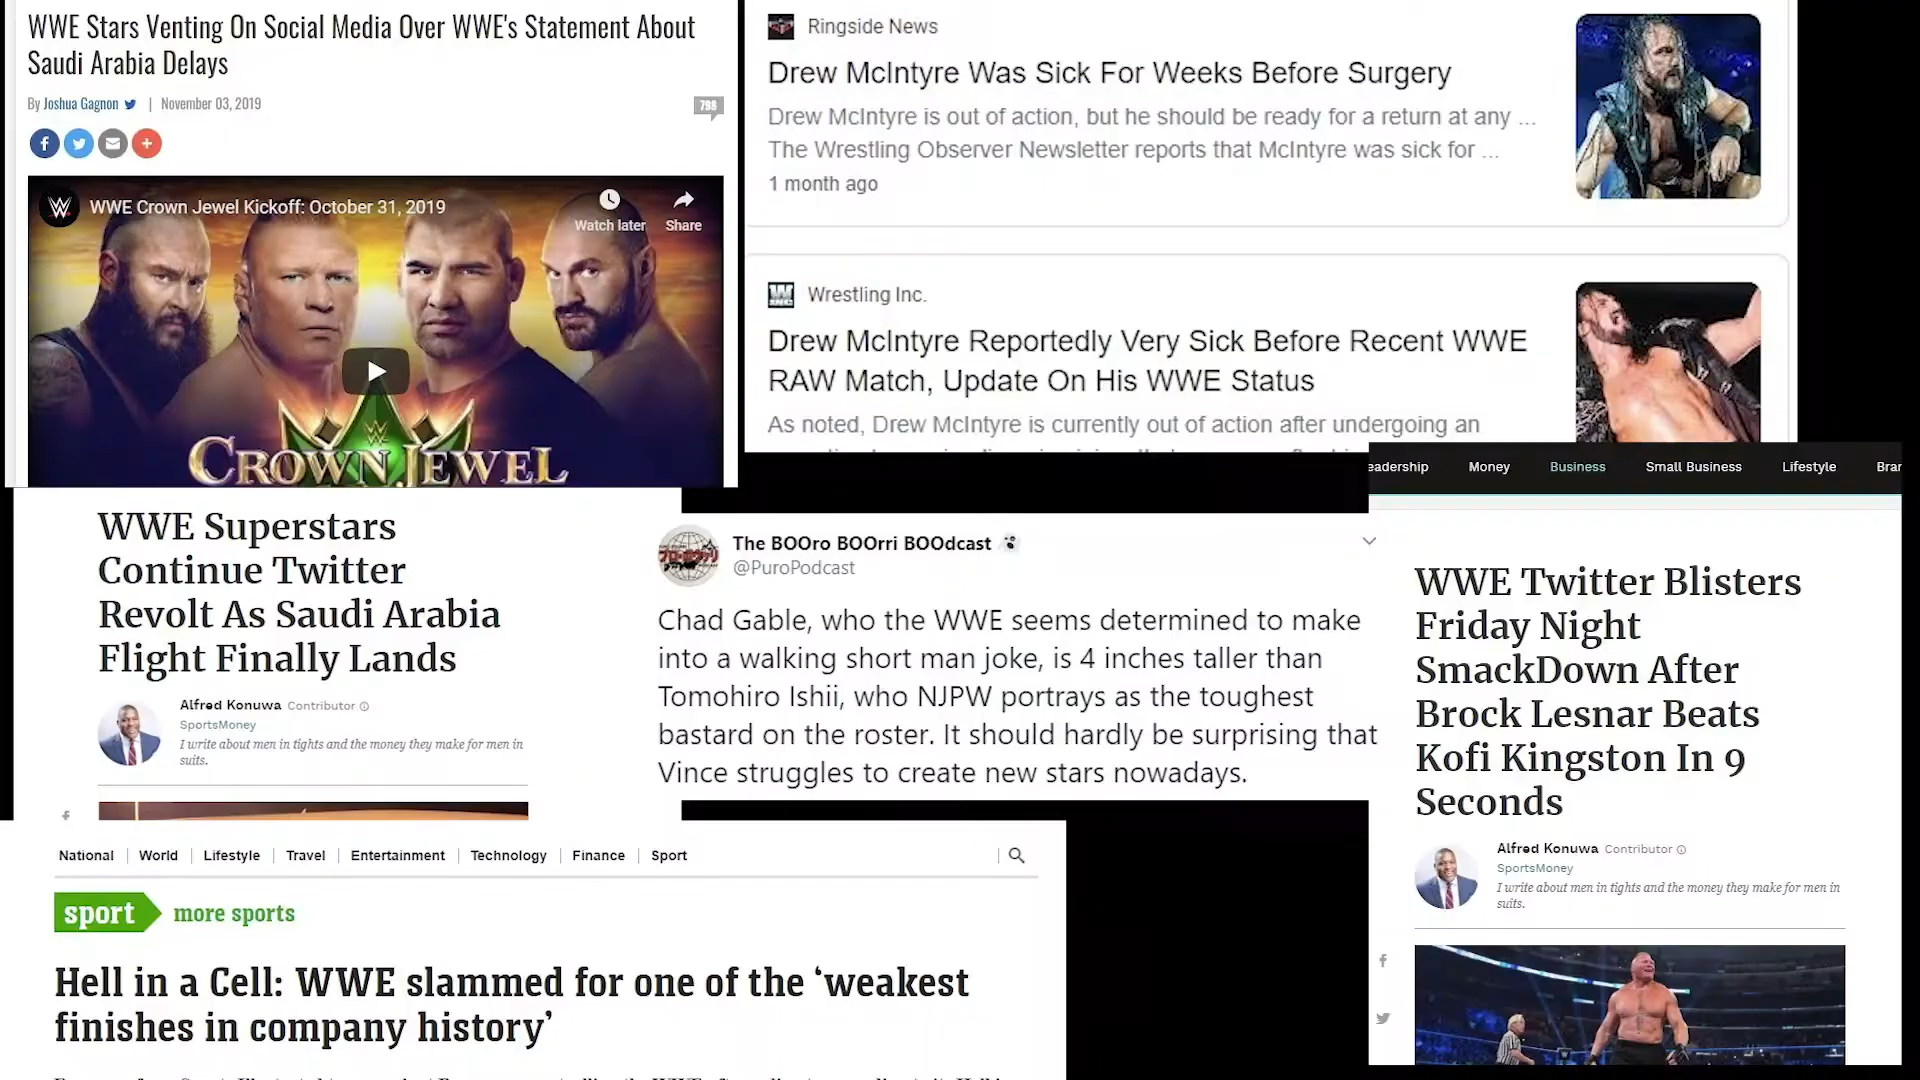 WWE Stars Venting On Social Media Over WWE's Statement About
Saudi Arabia Delays
By Joshua Gagnon | November 03, 2019
798
WWE Crown Jewel Kickoff: October 31, 2019
Watch later
Share
CROWN JEWEL
Ringside News
Drew McIntyre Was Sick For Weeks Before Surgery
Drew McIntyre is out of action, but he should be ready for a return at any ...
The Wrestling Observer Newsletter reports that McIntyre was sick for ...
1 month ago
Wrestling Inc.
Drew McIntyre Reportedly Very Sick Before Recent WWE
RAW Match, Update On His WWE Status
As noted, Drew McIntyre is currently out of action after undergoing an
WWE Superstars
Continue Twitter
Revolt As Saudi Arabia
Flight Finally Lands
Alfred Konuwa Contributor
SportsMoney
I write about men in tights and the money they make for men in
suits.
The BOOro BOOrri BOOdcast
@PuroPodcast
Chad Gable, who the WWE seems determined to make
into a walking short man joke, is 4 inches taller than
Tomohiro Ishii, who NJPW portrays as the toughest
bastard on the roster. It should hardly be surprising that
Vince struggles to create new stars nowadays.
eadership Money Business Small Business Lifestyle Bran
WWE Twitter Blisters
Friday Night
SmackDown After
Brock Lesnar Beats
Kofi Kingston In 9
Seconds
Alfred Konuwa Contributor
SportsMoney
I write about men in tights and the money they make for men in
suits.
National World Lifestyle Travel Entertainment Technology Finance Sport
sport more sports
Hell in a Cell: WWE slammed for one of the ‘weakest
finishes in company history’